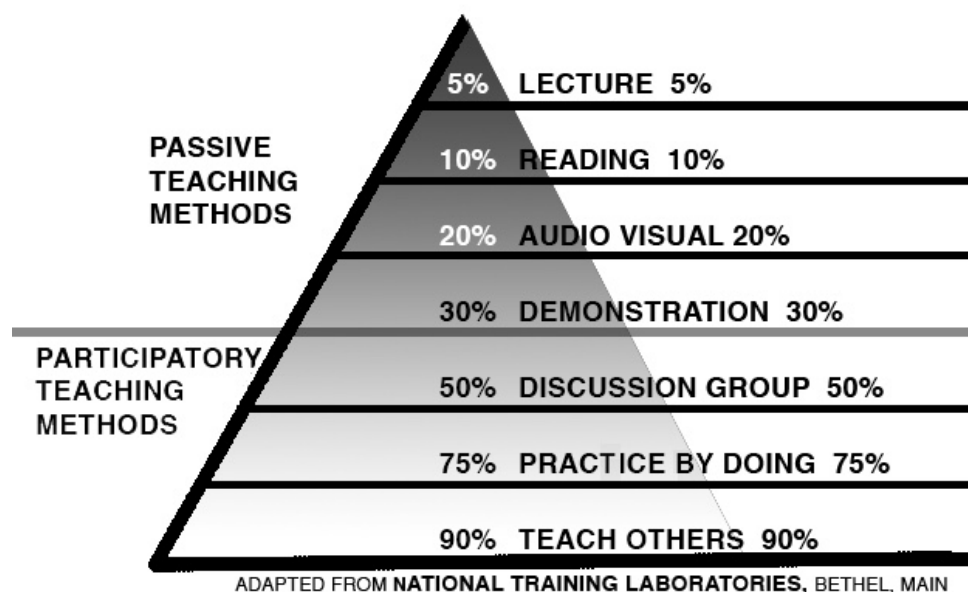 5% LECTURE 5%
PASSIVE
TEACHING
METHODS
10% READING 10%
20% AUDIO VISUAL 20%
30% DEMONSTRATION 30%
PARTICIPATORY
TEACHING
METHODS
50% DISCUSSION GROUP 50%
75% PRACTICE BY DOING 75%
90% TEACH OTHERS 90%
ADAPTED FROM NATIONAL TRAINING LABORATORIES, BETHEL, MAIN